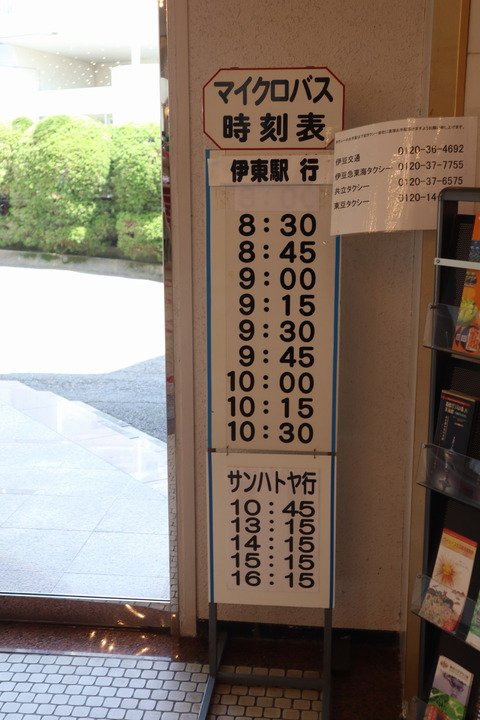 マイクロバス
時刻表
伊東駅 行
8:30
8:45
9:00
9:15
9:30
9:45
10:00
10:15
10:30
サンハトヤ行
10:45
13:15
14:15
15:15
16:15
伊豆交通 0120-36-4692
伊豆急東海タクシー 0120-37-7755
共立タクシー 0120-37-6575
東豆タクシー 0120-14